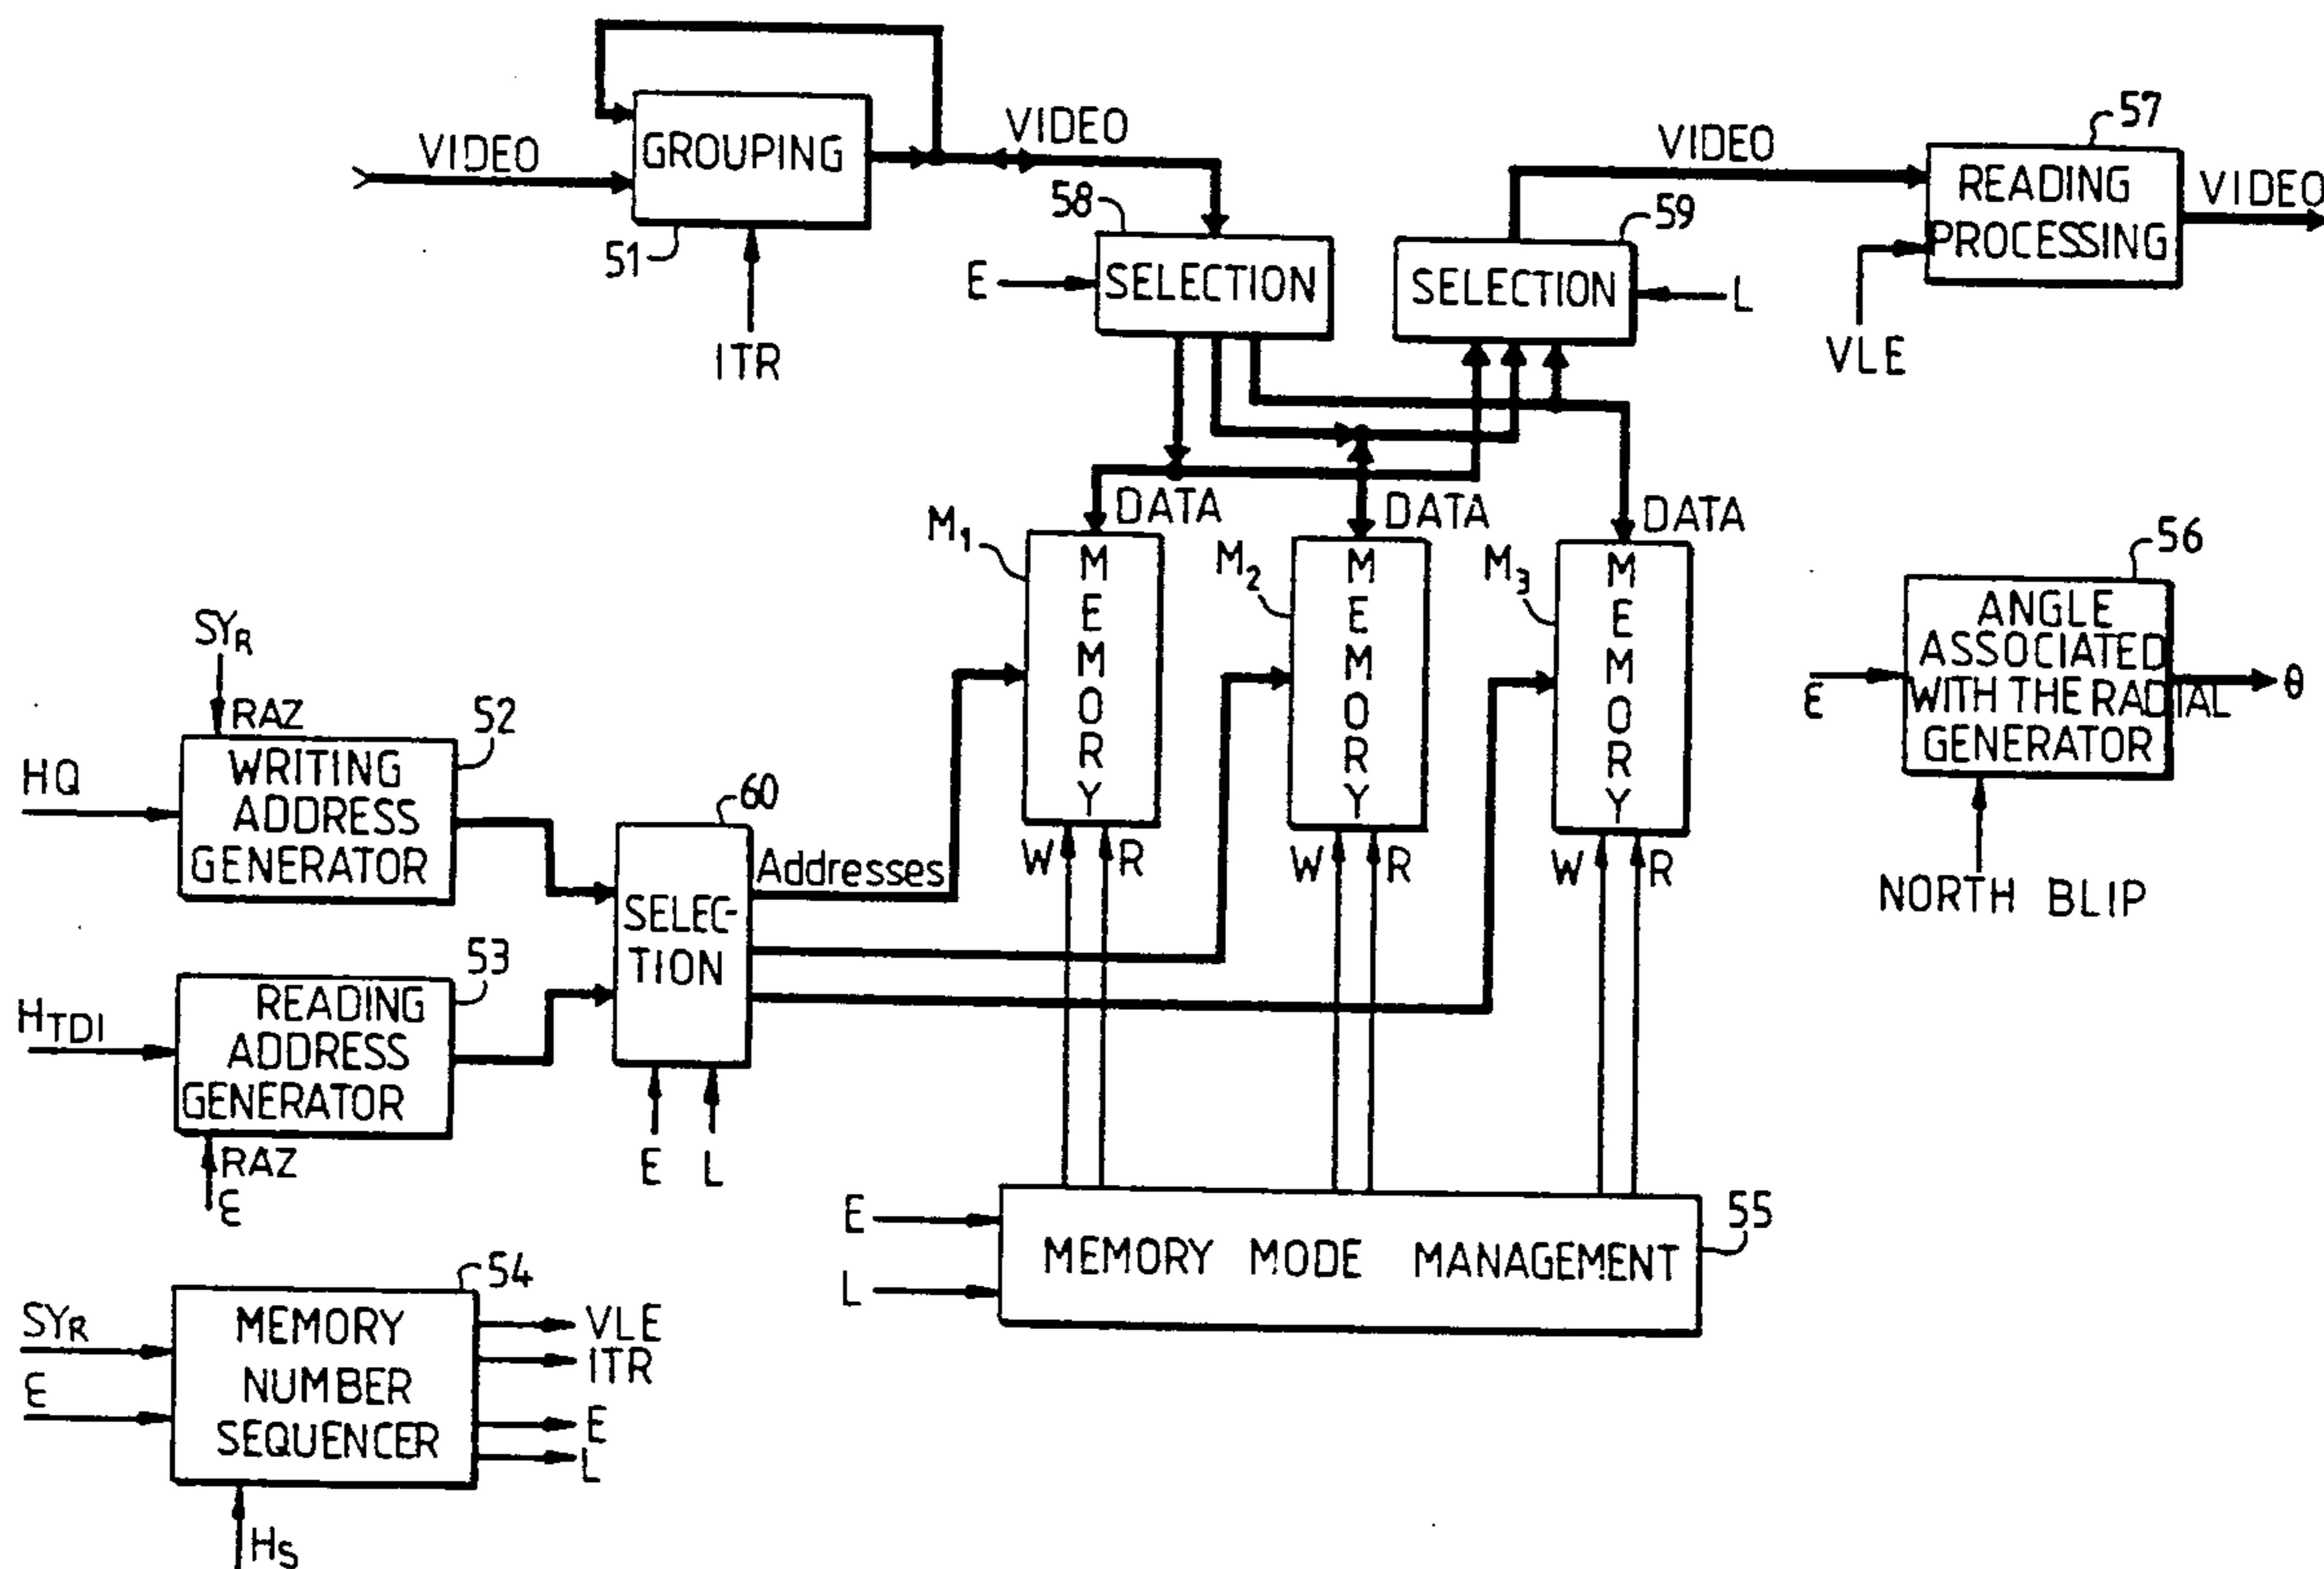 VIDEO
GROUPING
51
ITR
VIDEO
58
E
SELECTION
59
SELECTION
L
VIDEO
57
READING
PROCESSING
VLE
VIDEO
DATA
DATA
DATA
M1
MEMORY
W
R
M2
MEMORY
W
R
M3
MEMORY
W
R
56
ANGLE
ASSOCIATED
WITH THE RADIAL
GENERATOR
ε
θ
NORTH BLIP
SYR
RAZ
52
HQ
WRITING
ADDRESS
GENERATOR
60
SELEC-
TION
Addresses
E
L
53
HTDI
READING
ADDRESS
GENERATOR
RAZ
ε
54
SYR
ε
MEMORY
NUMBER
SEQUENCER
VLE
ITR
E
L
HS
E
L
MEMORY MODE MANAGEMENT
55